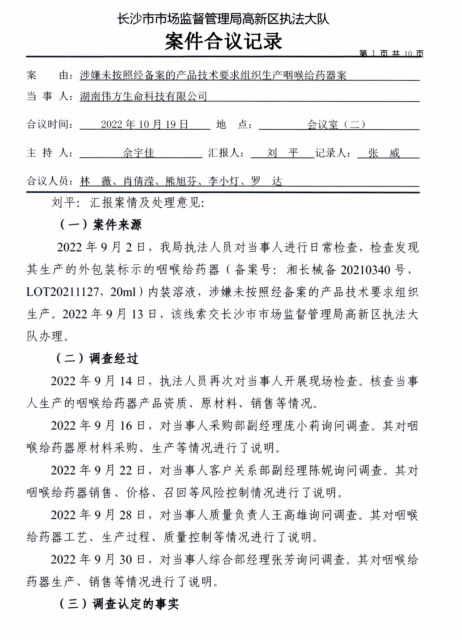 长沙市市场监督管理局高新区执法大队
案件合议记录
第 1 页 共 10 页
案 由：涉嫌未按照经备案的产品技术要求组织生产咽喉给药器案
当 事 人：湖南伟方生命科技有限公司
合议时间： 2022 年 10 月 19 日 地 点： 会议室（二）
主 持 人： 余宇佳 汇报人： 刘 平 记录人： 张 威
合议人员：林 薇、肖倩滢、熊旭芬、李小灯、罗 达
刘平：汇报案情及处理意见：
（一）案件来源
2022 年 9 月 2 日，我局执法人员对当事人进行日常检查，检查发现
其生产的外包装标示的咽喉给药器（备案号：湘长械备 20210340 号，
LOT20211127，20ml）内装溶液，涉嫌未按照经备案的产品技术要求组织
生产。2022 年 9 月 13 日，该线索交长沙市市场监督管理局高新区执法大
队办理。
（二）调查经过
2022 年 9 月 14 日，执法人员再次对当事人开展现场检查。核查当事
人生产的咽喉给药器产品资质、原材料、销售等情况。
2022 年 9 月 16 日，对当事人采购部副经理庞小莉询问调查。其对咽
喉给药器原材料采购、生产等情况进行了说明。
2022 年 9 月 22 日，对当事人客户关系部副经理陈妮询问调查。其对
咽喉给药器销售、价格、召回等风险控制情况进行了说明。
2022 年 9 月 28 日，对当事人质量负责人王高雄询问调查。其对咽喉
给药器工艺、生产过程、质量控制等情况进行了说明。
2022 年 9 月 30 日，对当事人综合部经理张芳询问调查。其对咽喉给
药器生产、销售等情况进行了说明。
（三）调查认定的事实